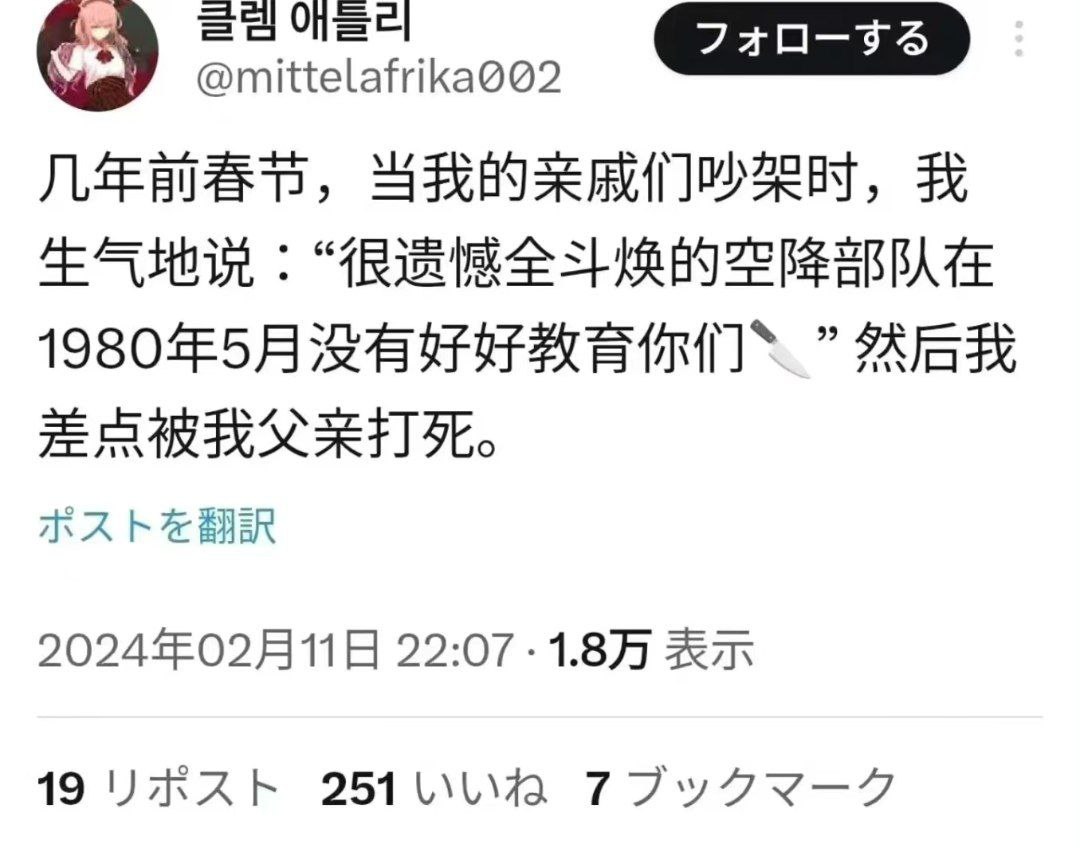 클렘 애틀리
フォローする
@mittelafrika002
几年前春节，当我的亲戚们吵架时，我
生气地说：“很遗憾全斗焕的空降部队在
1980年5月没有好好教育你们🔪” 然后我
差点被我父亲打死。
ポストを翻訳
2024年02月11日 22:07 · 1.8万 表示
19 リポスト 251 いいね 7 ブックマーク